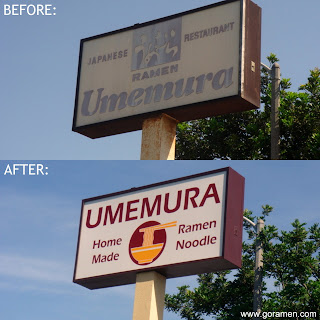 BEFORE:
JAPANESE RESTAURANT
RAMEN
Umemura
AFTER:
UMEMURA
Home Ramen
Made Noodle
www.goramen.com